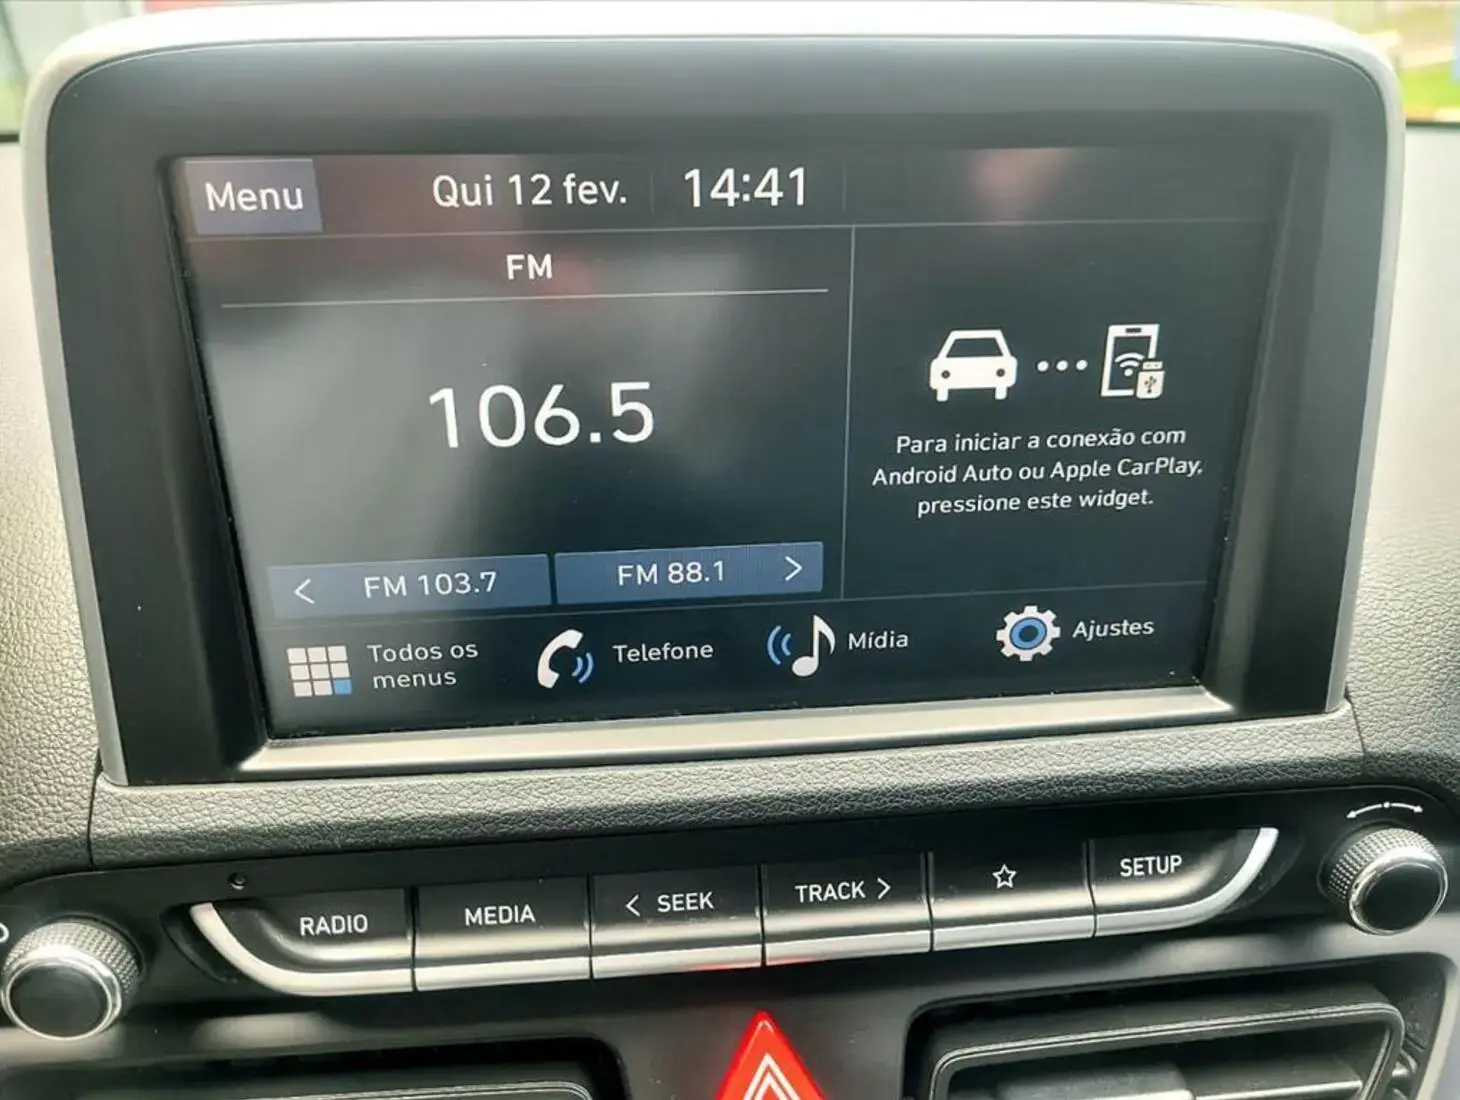 Menu
Qui 12 fev.
14:41
FM
106.5
Para iniciar a conexão com
Android Auto ou Apple CarPlay,
pressione este widget.
< FM 103.7
FM 88.1 >
Todos os
menus
Telefone
Mídia
Ajustes
RADIO
MEDIA
< SEEK
TRACK >
SETUP